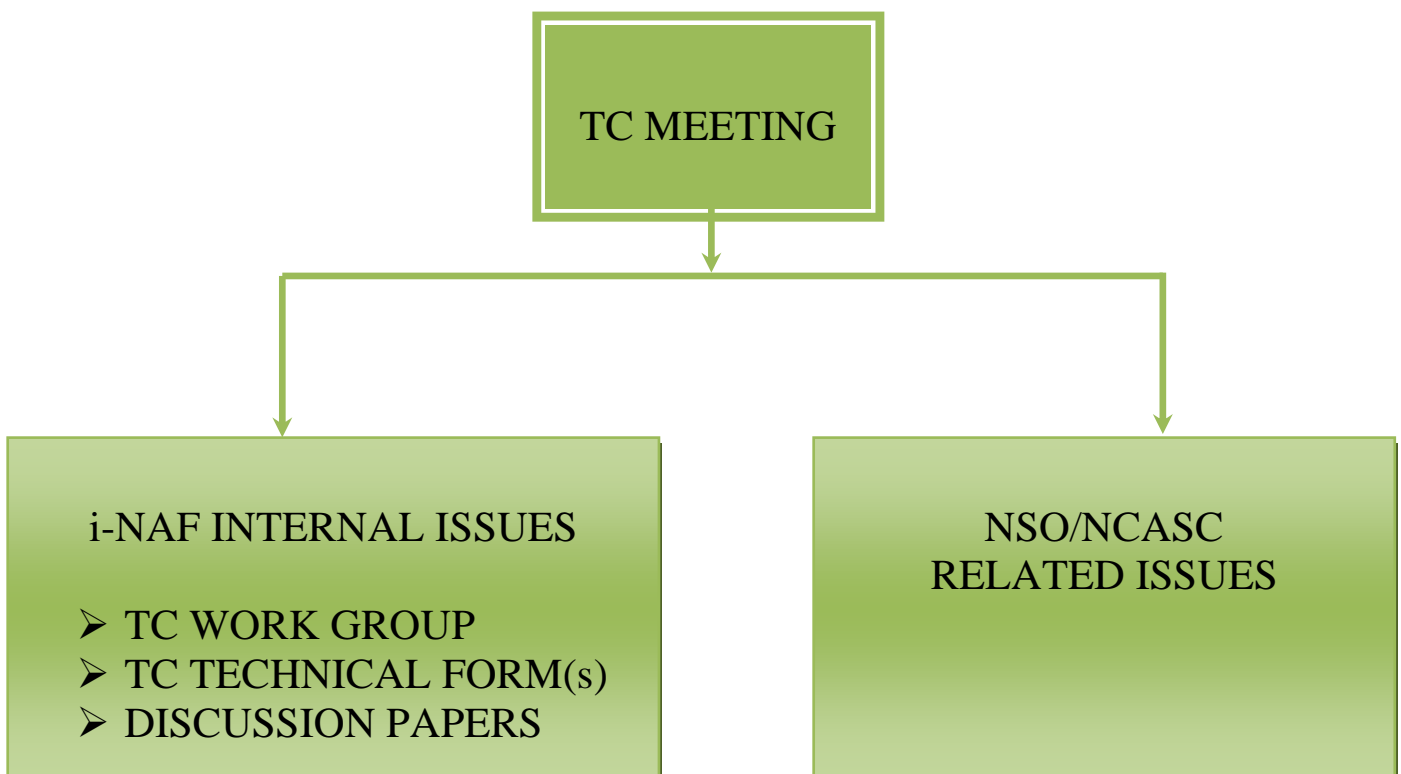 TC MEETING
i-NAF INTERNAL ISSUES
➢ TC WORK GROUP
➢ TC TECHNICAL FORM(s)
➢ DISCUSSION PAPERS
NSO/NCASC
RELATED ISSUES